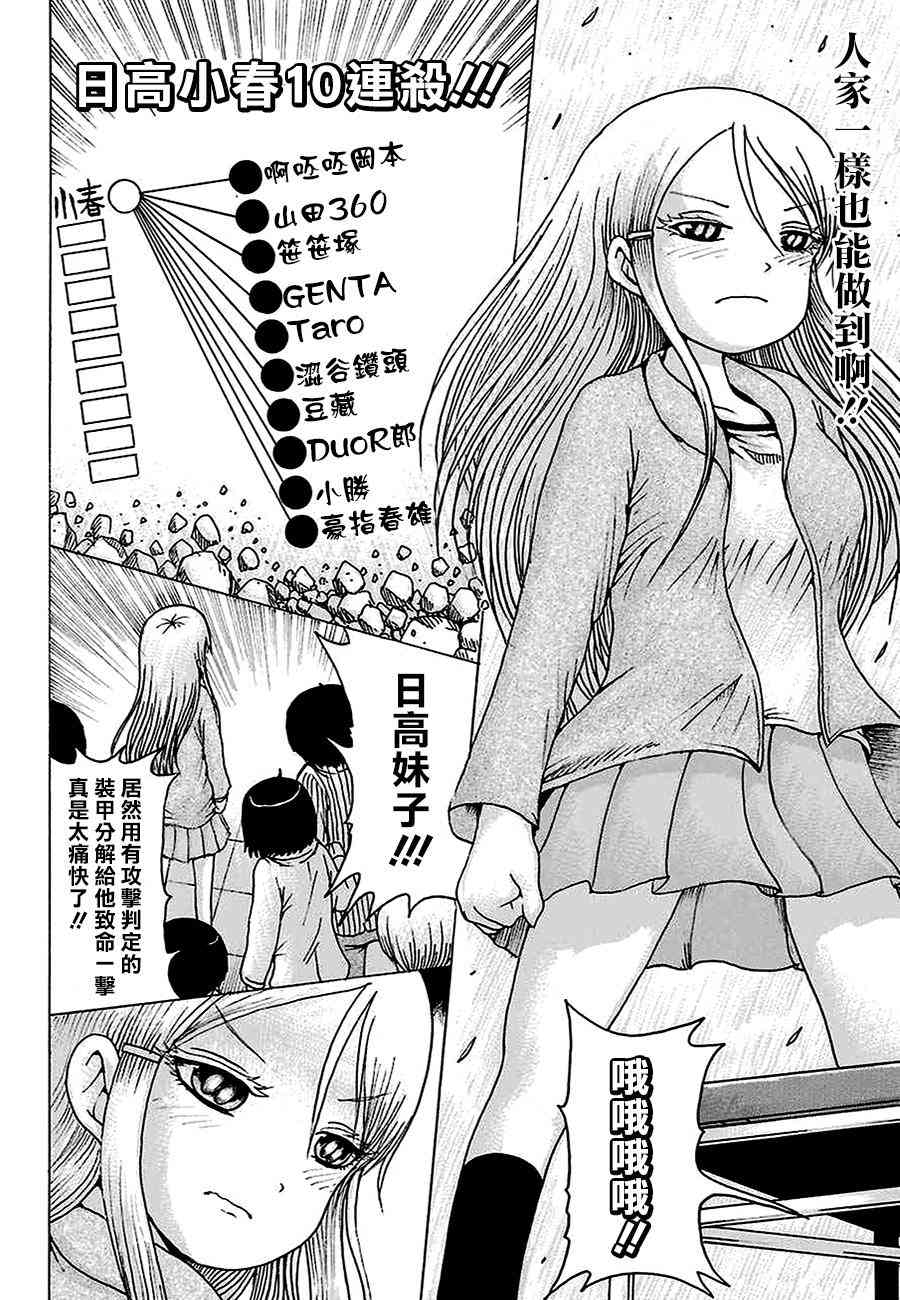 人家一樣也能做到啊!!
日高小春10連殺!!!
小春
啊呸呸岡本
山田360
笹笹塚
GENTA
Taro
澀谷鑽頭
豆藏
DUOR郎
小勝
豪指春雄
日高妹子!!!
居然用有攻擊判定的
裝甲分解給他致命一擊
真是太痛快了!!
哦哦哦哦!!